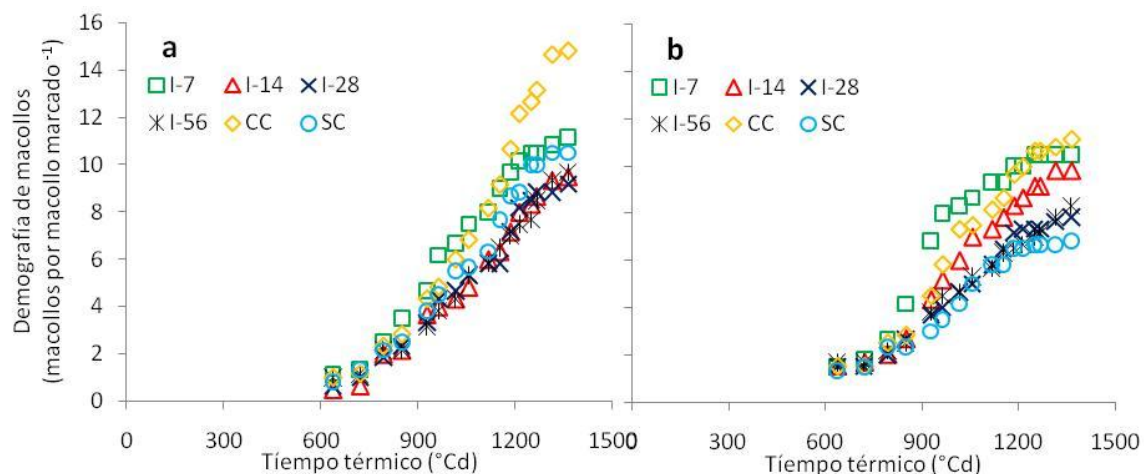 Demografía de macollos
(macollos por macollo marcado⁻¹)
16
14
12
10
8
6
4
2
0
a
I-7 I-14 I-28
I-56 CC SC
0 300 600 900 1200 1500
Tíempo térmico (°Cd)
b
I-7 I-14 I-28
I-56 CC SC
0 300 600 900 1200 1500
Tíempo térmico (°Cd)